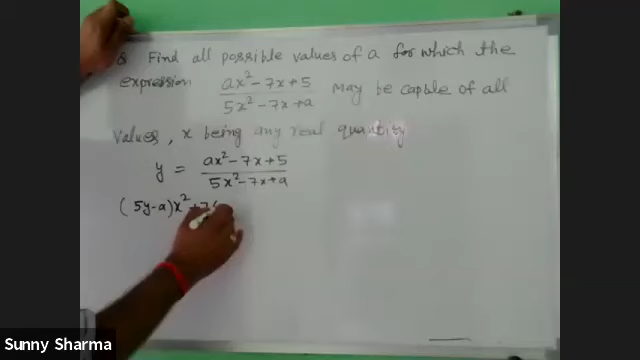 Q Find all possible values of a for which the
expression ax²-7x+5 / 5x²-7x+a may be capable of all
values, x being any real quantity
y = ax²-7x+5 / 5x²-7x+a
(5y-a)x²+7(
Sunny Sharma